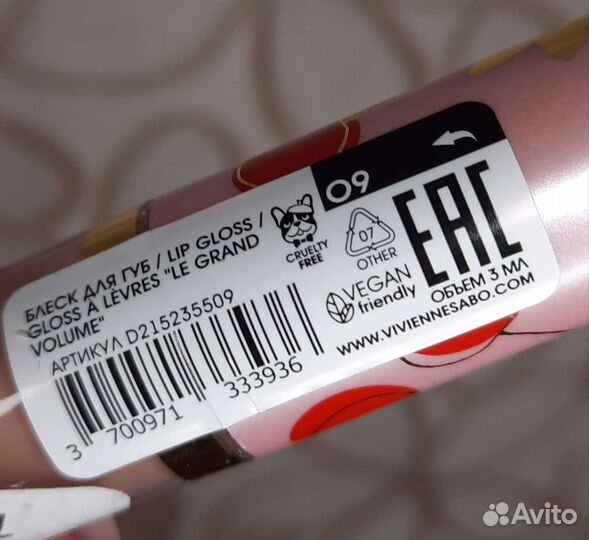 09
БЛЕСК ДЛЯ ГУБ / LIP GLOSS /
GLOSS À LÈVRES "LE GRAND
VOLUME"
АРТИКУЛ D215235509
3 700971 333936
CRUELTY
FREE
07
OTHER
VEGAN
friendly
EAC
ОБЪЕМ 3 МЛ
WWW.VIVIENNESABO.COM
Avito